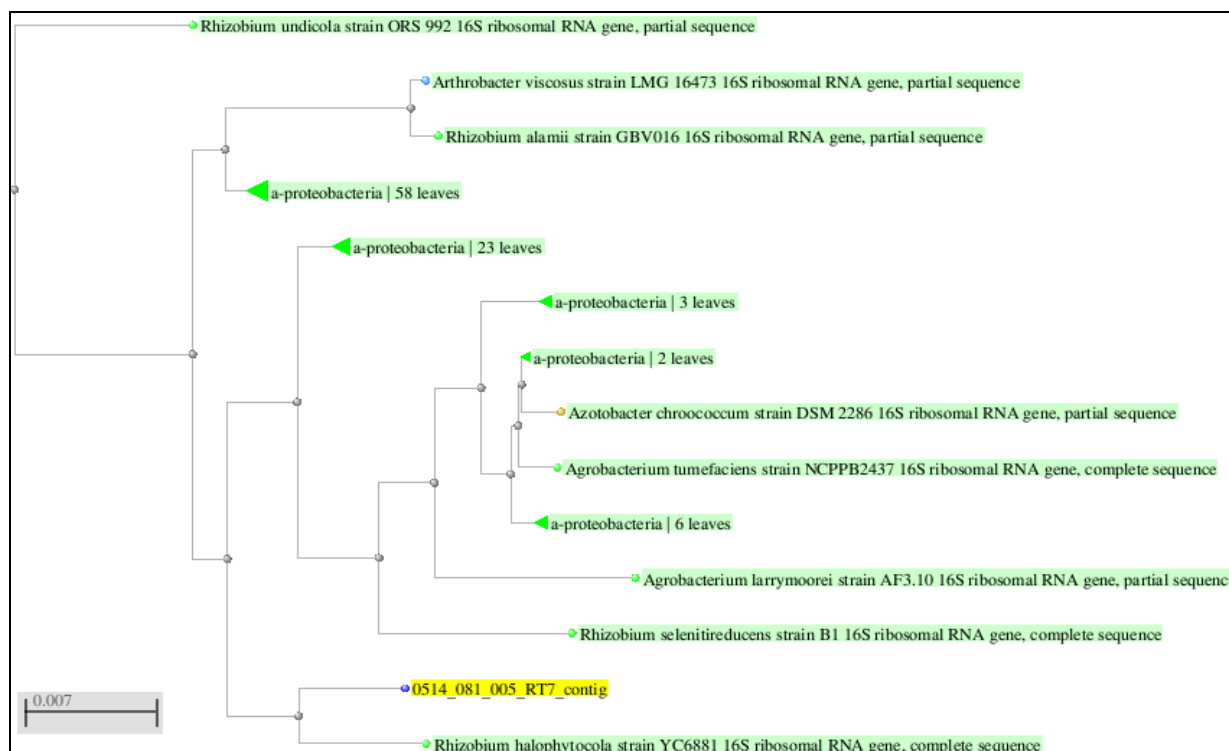 Rhizobium undicola strain ORS 992 16S ribosomal RNA gene, partial sequence
Arthrobacter viscosus strain LMG 16473 16S ribosomal RNA gene, partial sequence
Rhizobium alamii strain GBV016 16S ribosomal RNA gene, partial sequence
a-proteobacteria | 58 leaves
a-proteobacteria | 23 leaves
a-proteobacteria | 3 leaves
a-proteobacteria | 2 leaves
Azotobacter chroococcum strain DSM 2286 16S ribosomal RNA gene, partial sequence
Agrobacterium tumefaciens strain NCPPB2437 16S ribosomal RNA gene, complete sequence
a-proteobacteria | 6 leaves
Agrobacterium larrymoorei strain AF3.10 16S ribosomal RNA gene, partial sequenc
Rhizobium selenitireducens strain B1 16S ribosomal RNA gene, complete sequence
0514_081_005_RT7_contig
0.007
Rhizobium halophytocola strain YC6881 16S ribosomal RNA gene, complete sequence